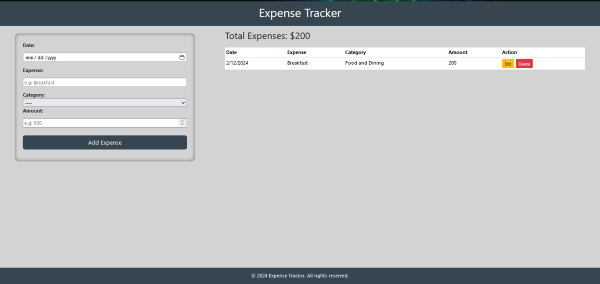 Expense Tracker
Date:
mm/dd/yyyy
Expense:
e.g. Breakfast
Category:
----
Amount:
e.g: 500
Add Expense
Total Expenses: $200
Date Expense Category Amount Action
2/12/2024 Breakfast Food and Dining 200 Edit Delete
© 2024 Expense Tracker. All rights reserved.